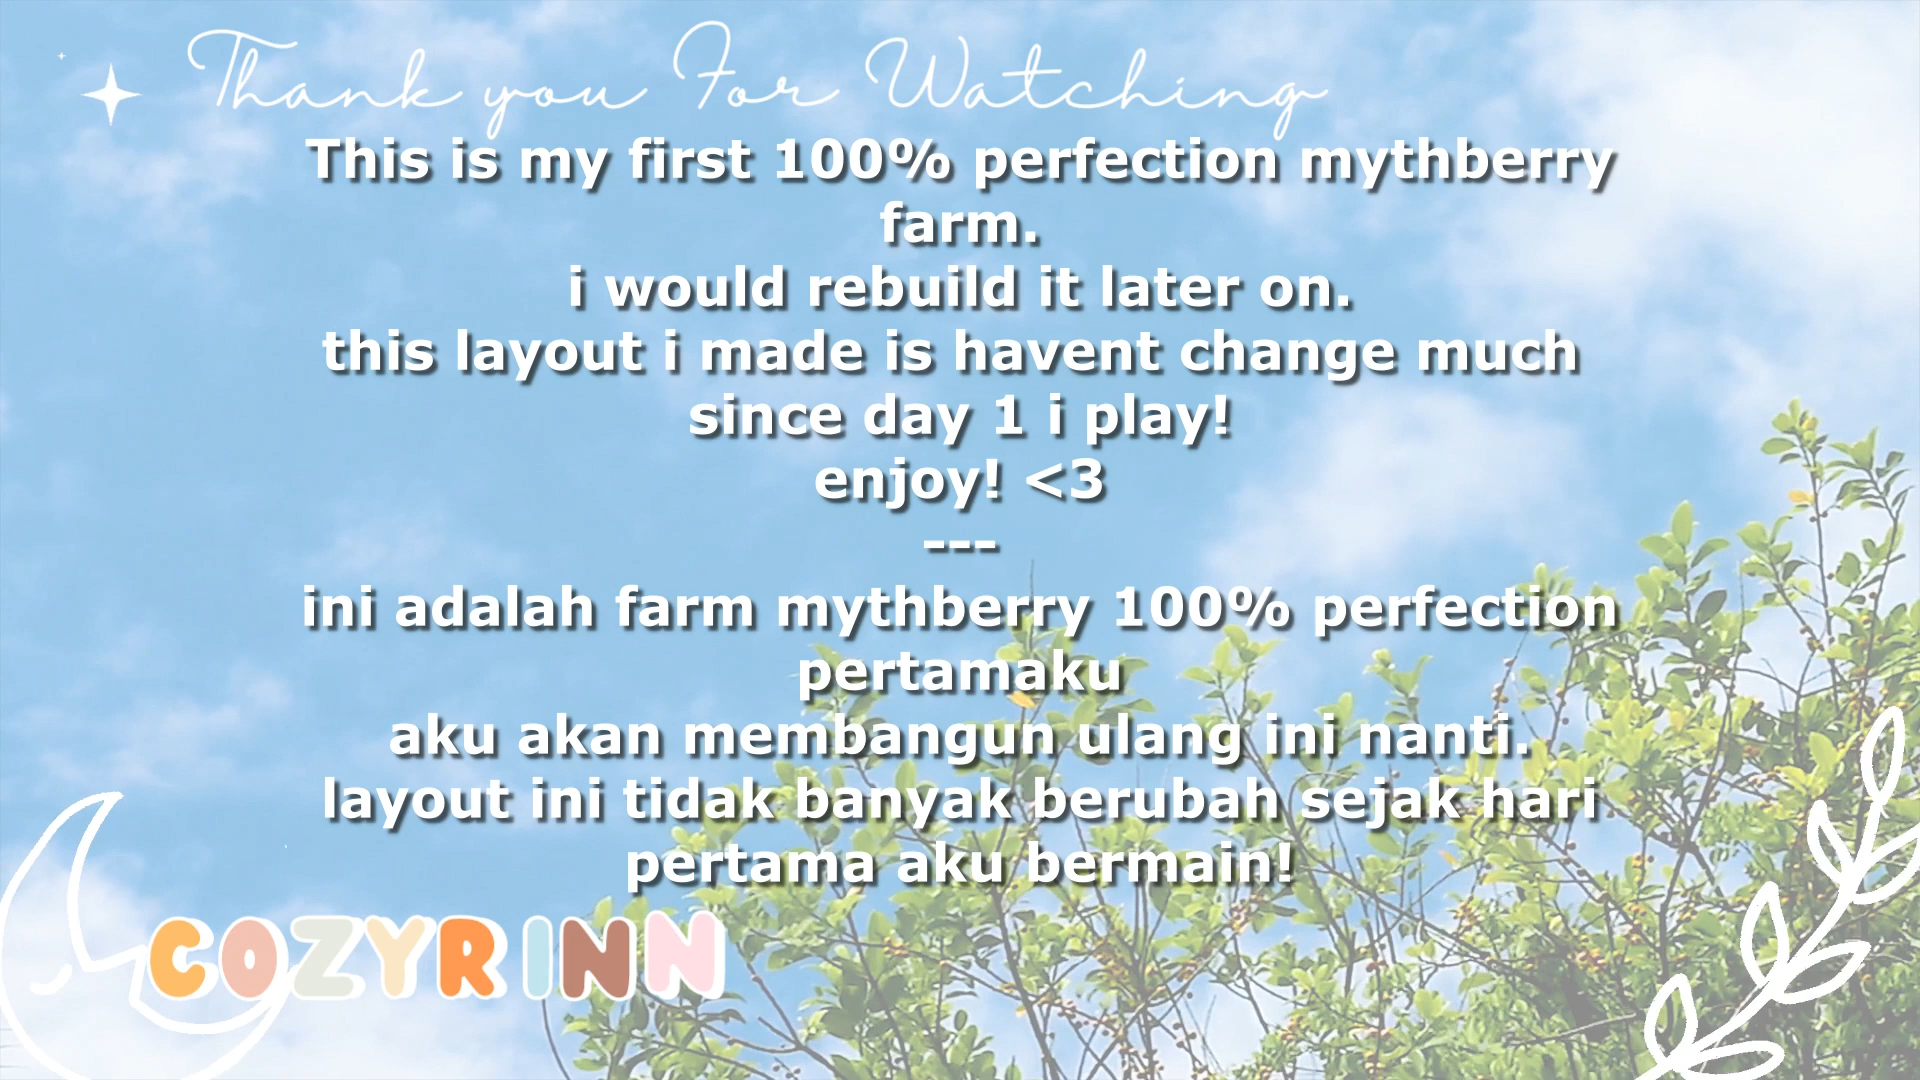 Thank you For Watching
This is my first 100% perfection mythberry
farm.
i would rebuild it later on.
this layout i made is havent change much
since day 1 i play!
enjoy! <3
---
ini adalah farm mythberry 100% perfection
pertamaku
aku akan membangun ulang ini nanti.
layout ini tidak banyak berubah sejak hari
pertama aku bermain!
COZYRINN